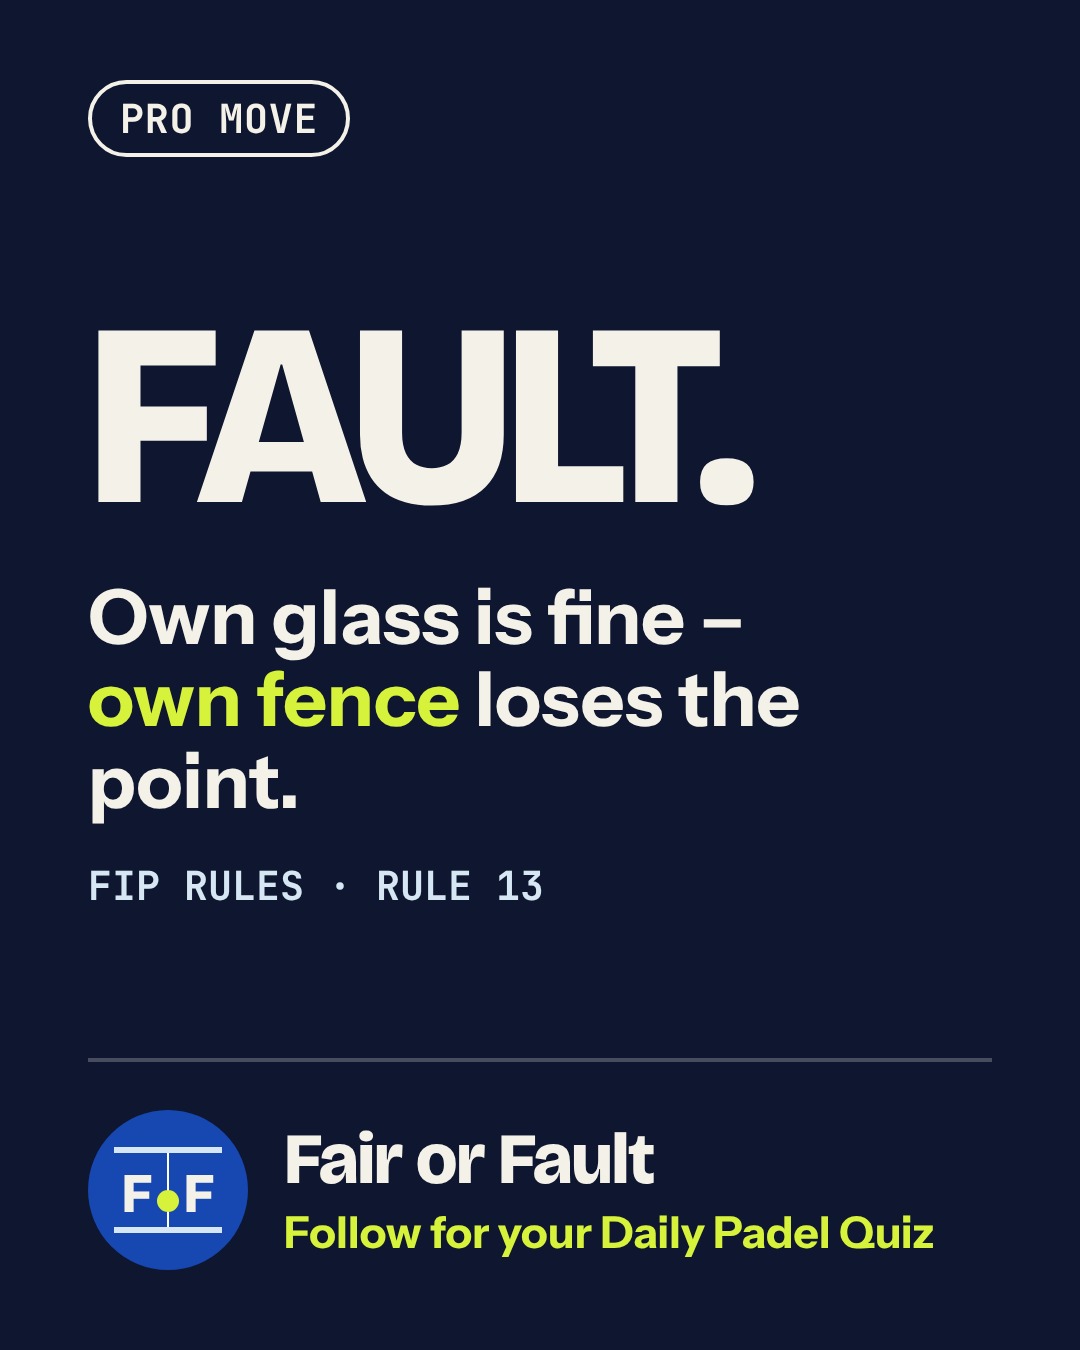 PRO MOVE
FAULT.
Own glass is fine –
own fence loses the
point.
FIP RULES · RULE 13
F F
Fair or Fault
Follow for your Daily Padel Quiz